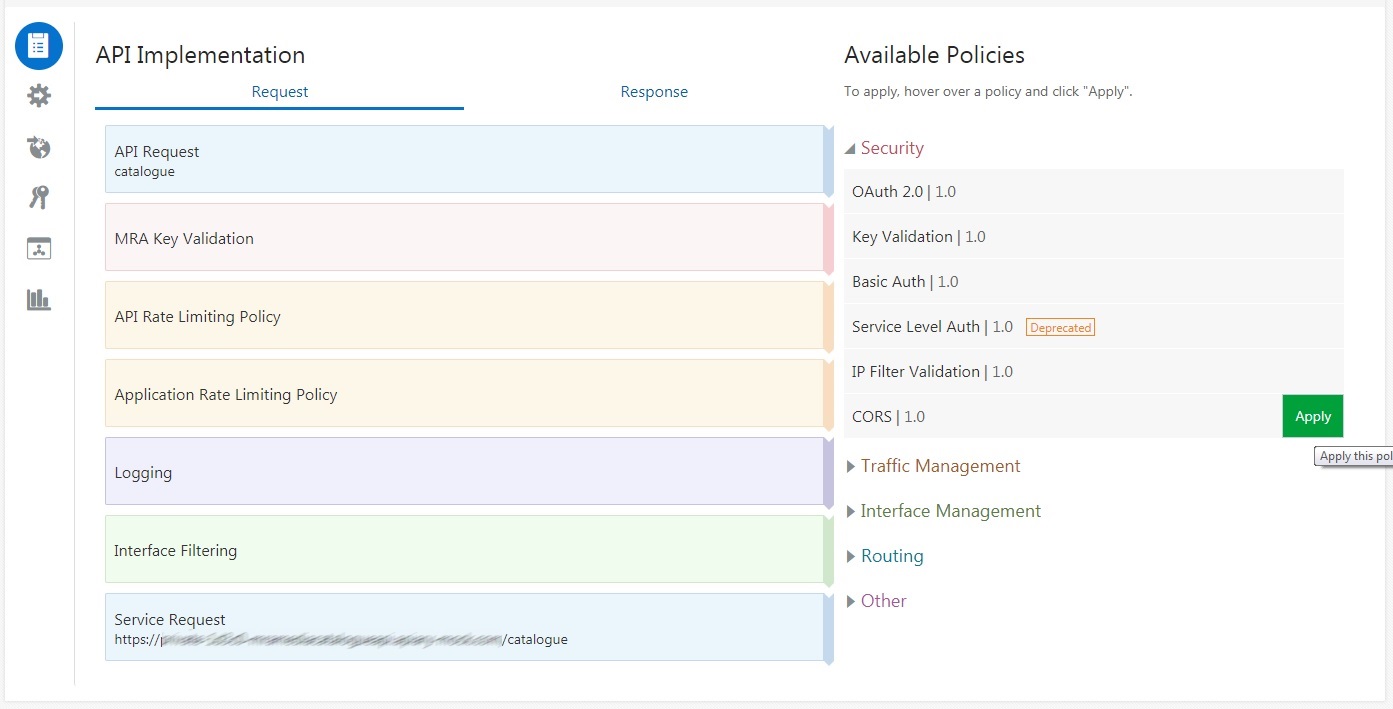 API Implementation
Request
Response
API Request
catalogue
MRA Key Validation
API Rate Limiting Policy
Application Rate Limiting Policy
Logging
Interface Filtering
Service Request
https:// /catalogue
Available Policies
To apply, hover over a policy and click "Apply".
Security
OAuth 2.0 | 1.0
Key Validation | 1.0
Basic Auth | 1.0
Service Level Auth | 1.0 Deprecated
IP Filter Validation | 1.0
CORS | 1.0
Apply
Apply this pol
Traffic Management
Interface Management
Routing
Other